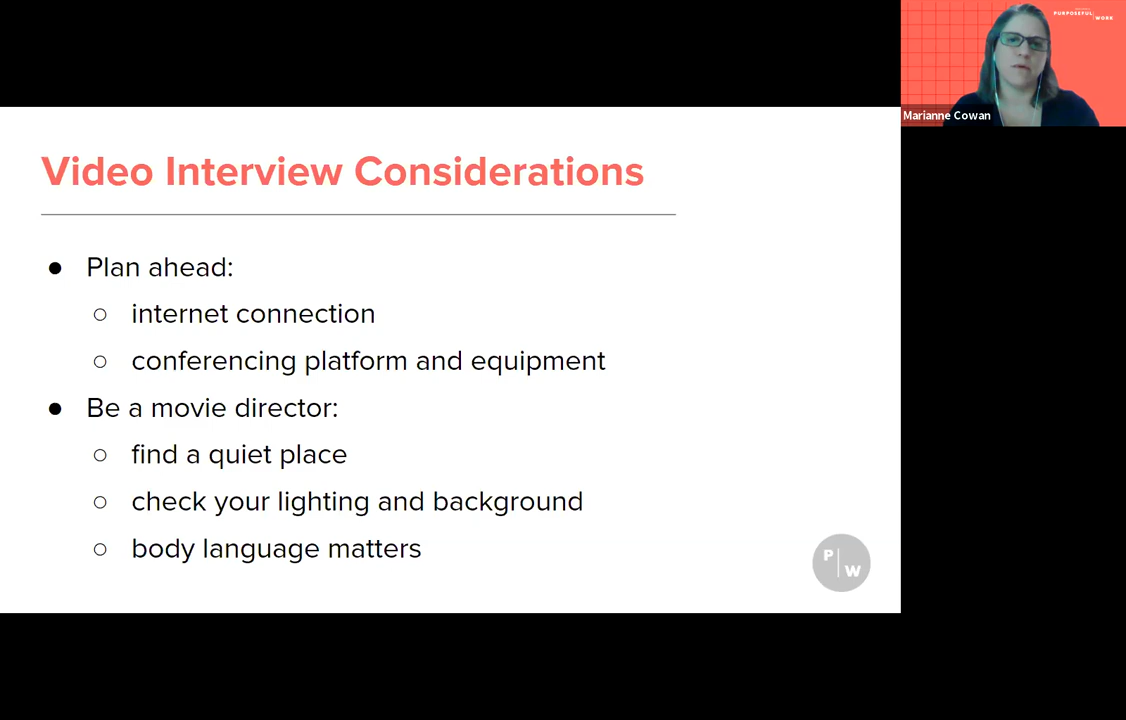 PURPOSEFUL WORK
Marianne Cowan
Video Interview Considerations
● Plan ahead:
○ internet connection
○ conferencing platform and equipment
● Be a movie director:
○ find a quiet place
○ check your lighting and background
○ body language matters
P|W